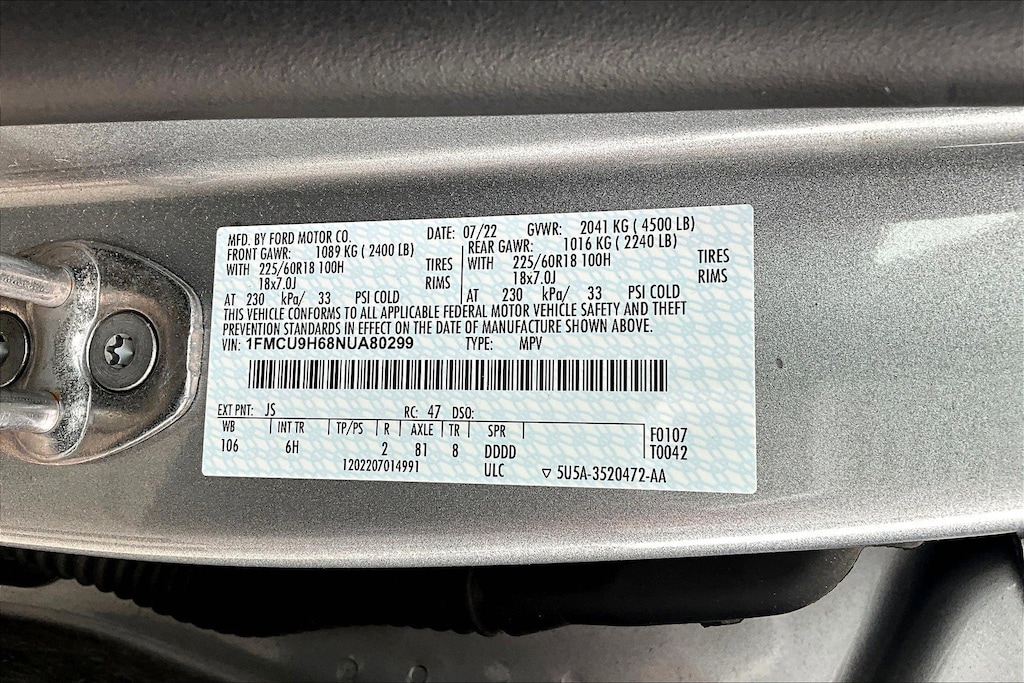 MFD. BY FORD MOTOR CO. DATE: 07/22 GVWR: 2041 KG ( 4500 LB)
FRONT GAWR: 1089 KG ( 2400 LB) REAR GAWR: 1016 KG ( 2240 LB)
WITH 225/60R18 100H TIRES WITH 225/60R18 100H TIRES
18x7.0J RIMS 18x7.0J RIMS
AT 230 kPa/ 33 PSI COLD AT 230 kPa/ 33 PSI COLD
THIS VEHICLE CONFORMS TO ALL APPLICABLE FEDERAL MOTOR VEHICLE SAFETY AND THEFT
PREVENTION STANDARDS IN EFFECT ON THE DATE OF MANUFACTURE SHOWN ABOVE.
VIN: 1FMCU9H68NUA80299 TYPE: MPV
EXT PNT: JS RC: 47 DSO:
WB INT TR TP/PS R AXLE TR SPR F0107
106 6H 2 81 8 DDDD T0042
1202207014991 ULC ▽ 5U5A-3520472-AA